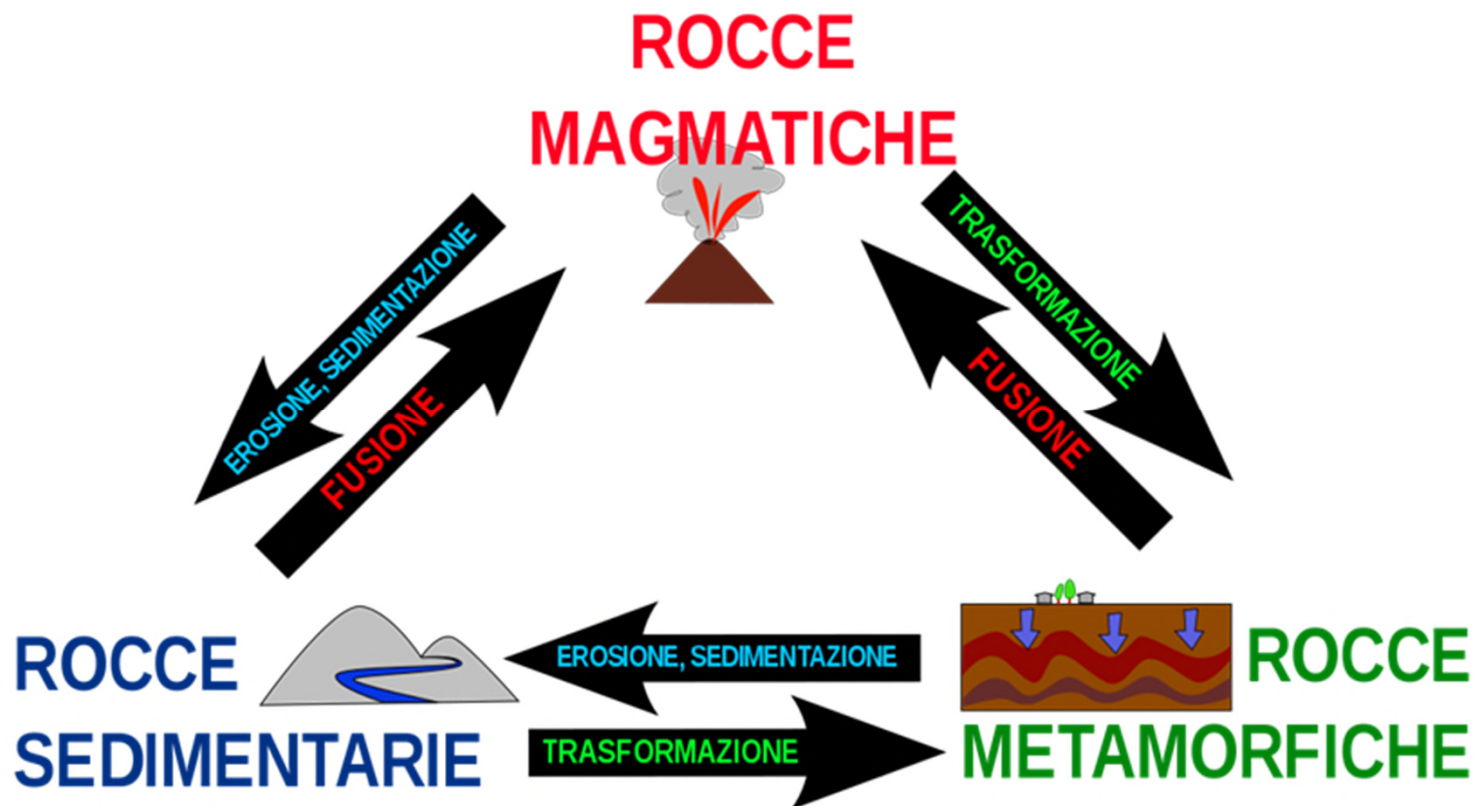 ROCCE
MAGMATICHE
EROSIONE, SEDIMENTAZIONE
FUSIONE
TRASFORMAZIONE
FUSIONE
ROCCE
SEDIMENTARIE
EROSIONE, SEDIMENTAZIONE
TRASFORMAZIONE
ROCCE
METAMORFICHE